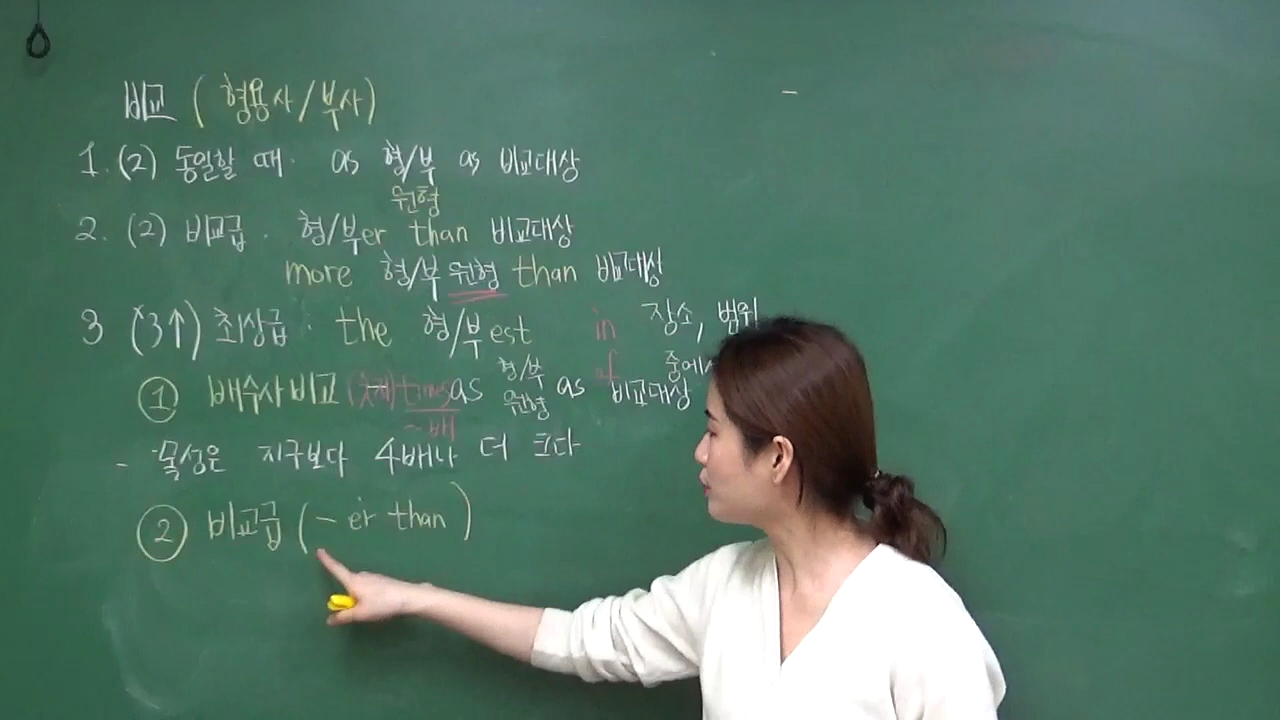 비교 ( 형용사/부사)
1. (2) 동일할 때. as 형/부 as 비교대상
원형
2. (2) 비교급. 형/부er than 비교대상
more 형/부 원형 than 비교대상
3 (3↑) 최상급. the 형/부est in 장소, 범위
of 중에서
① 배수사 비교 (숫자) times as 형/부 원형 as 비교대상
~배
- 목성은 지구보다 4배나 더 크다
② 비교급 (- er than )